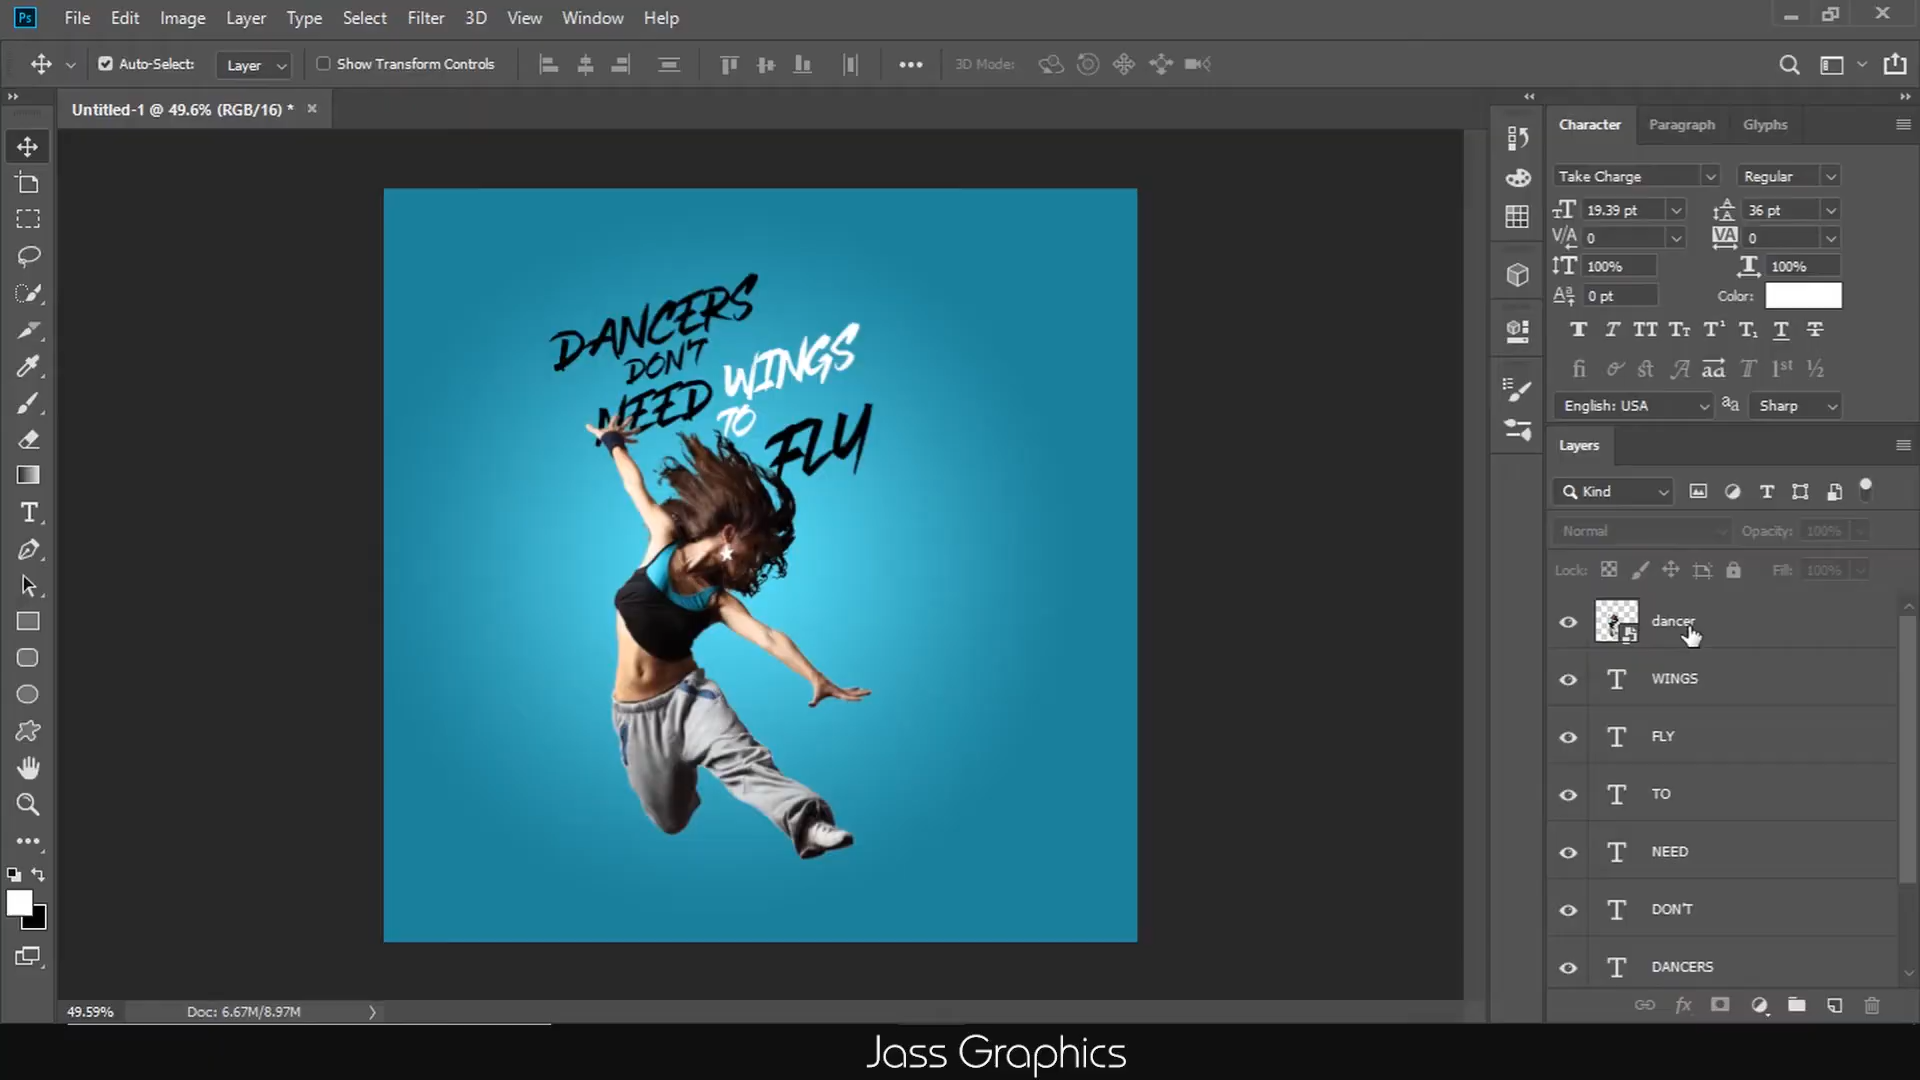 Ps File Edit Image Layer Type Select Filter 3D View Window Help
Auto-Select: Layer Show Transform Controls 3D Mode:
Untitled-1 @ 49.6% (RGB/16) *
Character Paragraph Glyphs
Take Charge Regular
19.39 pt 36 pt
0 0
100% 100%
0 pt Color:
English: USA Sharp
Layers
Kind
Normal Opacity: 100%
Lock: Fill: 100%
dancer
WINGS
FLY
TO
NEED
DON'T
DANCERS
DANCERS
DON'T
NEED WINGS
TO
FLY
49.59% Doc: 6.67M/8.97M
Jass Graphics